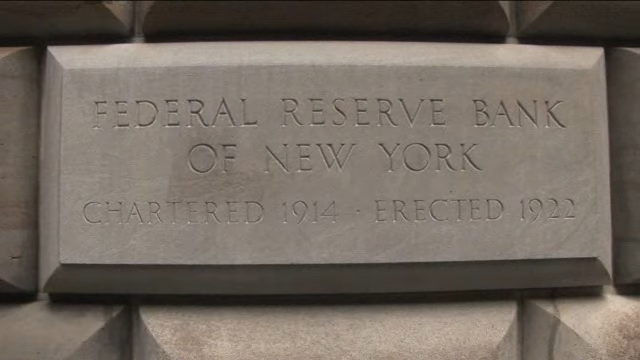 FEDERAL RESERVE BANK
OF NEW YORK
CHARTERED 1914 · ERECTED 1922